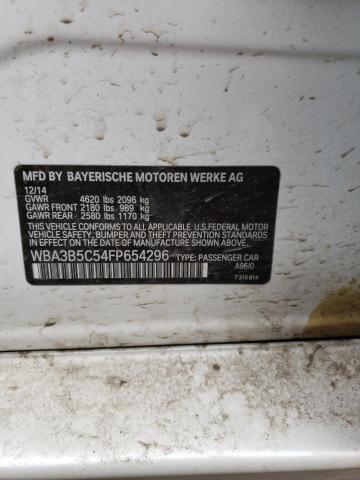 MFD BY BAYERISCHE MOTOREN WERKE AG
12/14
GVWR 4620 lbs 2096 kg
GAWR FRONT 2180 lbs 989 kg
GAWR REAR 2580 lbs 1170 kg
THIS VEHICLE CONFORMS TO ALL APPLICABLE U.S.FEDERAL MOTOR
VEHICLE SAFETY, BUMPER AND THEFT PREVENTION STANDARDS
IN EFFECT ON THE DATE OF MANUFACTURE SHOWN ABOVE.
WBA3B5C54FP654296 TYPE: PASSENGER CAR
A96/0
7315914